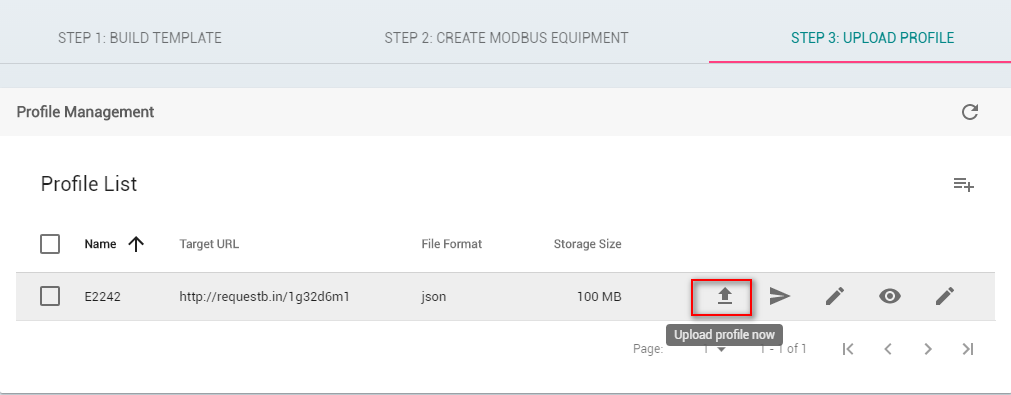 STEP 1: BUILD TEMPLATE STEP 2: CREATE MODBUS EQUIPMENT STEP 3: UPLOAD PROFILE
Profile Management
Profile List
Name Target URL File Format Storage Size
E2242 http://requestb.in/1g32d6m1 json 100 MB
Upload profile now
Page: 1 1 - 1 of 1